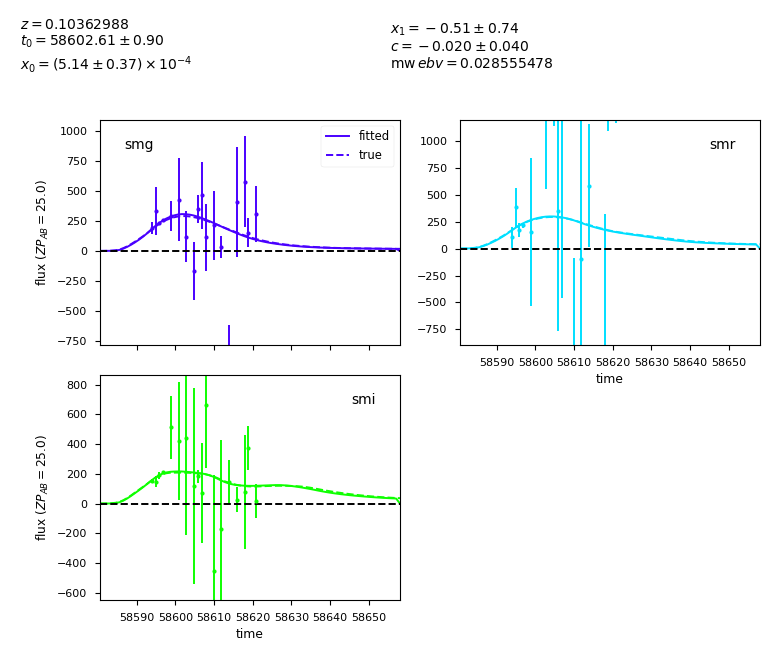 z = 0.10362988
t₀ = 58602.61 ± 0.90
x₀ = (5.14 ± 0.37) × 10⁻⁴
x₁ = −0.51 ± 0.74
c = −0.020 ± 0.040
mw ebv = 0.028555478
smg
fitted
true
1000
750
500
250
0
−250
−500
−750
flux (ZP_AB = 25.0)
smr
1000
750
500
250
0
−250
−500
−750
58590 58600 58610 58620 58630 58640 58650
time
smi
800
600
400
200
0
−200
−400
−600
flux (ZP_AB = 25.0)
58590 58600 58610 58620 58630 58640 58650
time